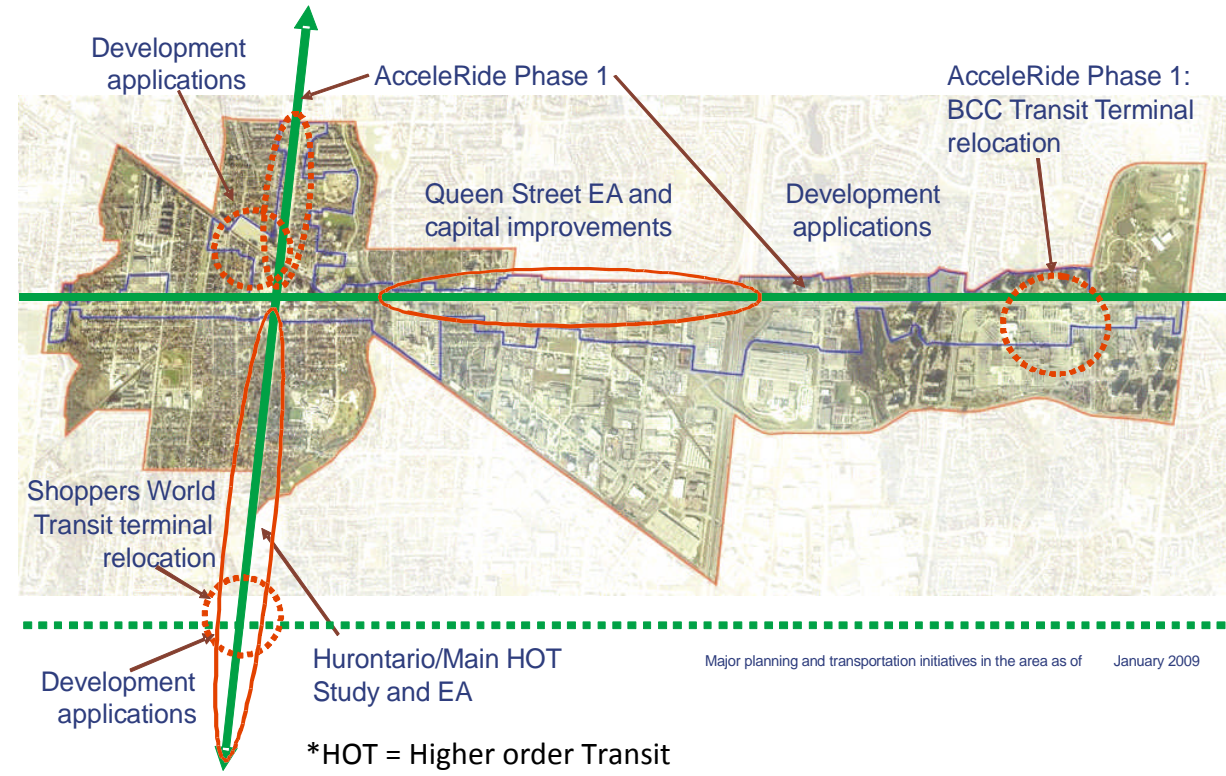 Development
applications
AcceleRide Phase 1
AcceleRide Phase 1:
BCC Transit Terminal
relocation
Queen Street EA and
capital improvements
Development
applications
Shoppers World
Transit terminal
relocation
Development
applications
Hurontario/Main HOT
Study and EA
Major planning and transportation initiatives in the area as of January 2009
*HOT = Higher order Transit